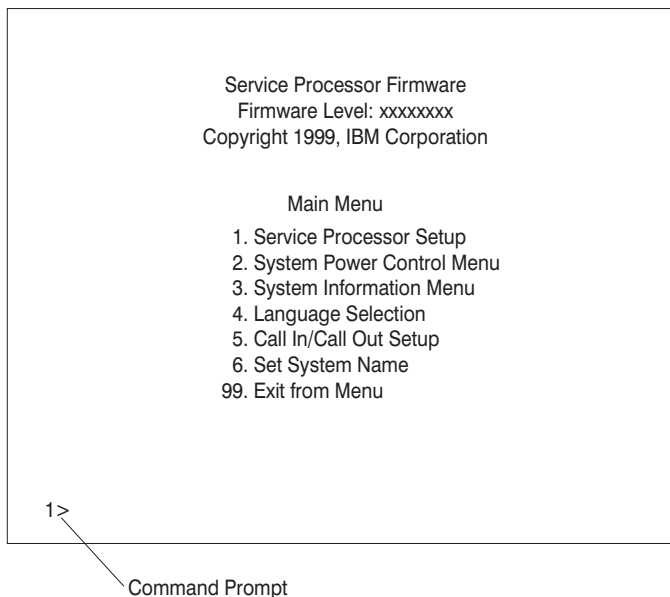 Service Processor Firmware
Firmware Level: xxxxxxxx
Copyright 1999, IBM Corporation
Main Menu
1. Service Processor Setup
2. System Power Control Menu
3. System Information Menu
4. Language Selection
5. Call In/Call Out Setup
6. Set System Name
99. Exit from Menu
1>
Command Prompt